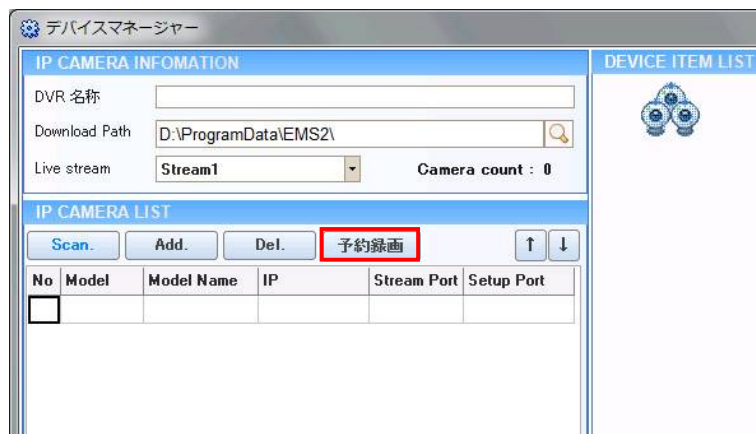 デバイスマネージャー
IP CAMERA INFOMATION
DVR 名称
Download Path D:\ProgramData\EMS2\
Live stream Stream1 Camera count : 0
IP CAMERA LIST
Scan. Add. Del. 予約録画 ↑ ↓
No Model Model Name IP Stream Port Setup Port
DEVICE ITEM LIST